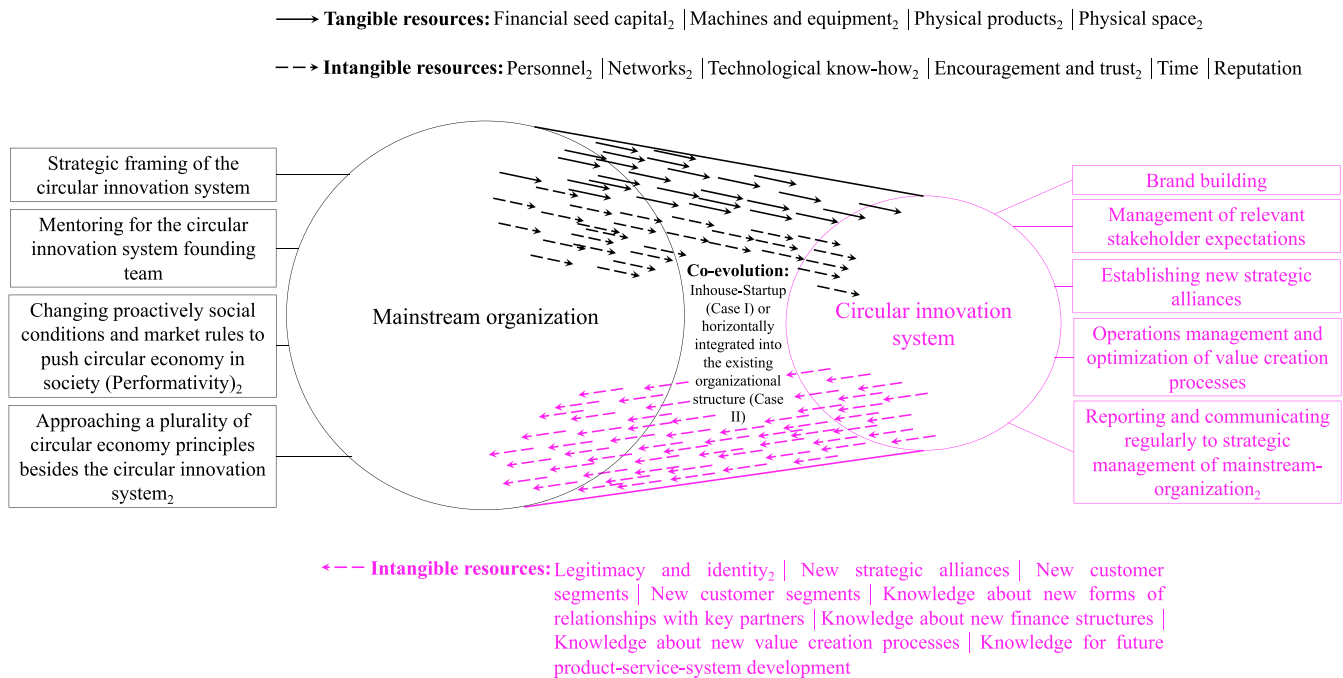 Tangible resources: Financial seed capital₂ | Machines and equipment₂ | Physical products₂ | Physical space₂
Intangible resources: Personnel₂ | Networks₂ | Technological know-how₂ | Encouragement and trust₂ | Time | Reputation
Strategic framing of the
circular innovation system
Mentoring for the circular
innovation system founding
team
Changing proactively social
conditions and market rules to
push circular economy in
society (Performativity)₂
Approaching a plurality of
circular economy principles
besides the circular innovation
system₂
Mainstream organization
Co-evolution:
Inhouse-Startup
(Case I) or
horizontally
integrated into
the existing
organizational
structure (Case
II)
Circular innovation
system
Brand building
Management of relevant
stakeholder expectations
Establishing new strategic
alliances
Operations management and
optimization of value creation
processes
Reporting and communicating
regularly to strategic
management of mainstream-
organization₂
Intangible resources: Legitimacy and identity₂ | New strategic alliances | New customer
segments | New customer segments | Knowledge about new forms of
relationships with key partners | Knowledge about new finance structures |
Knowledge about new value creation processes | Knowledge for future
product-service-system development